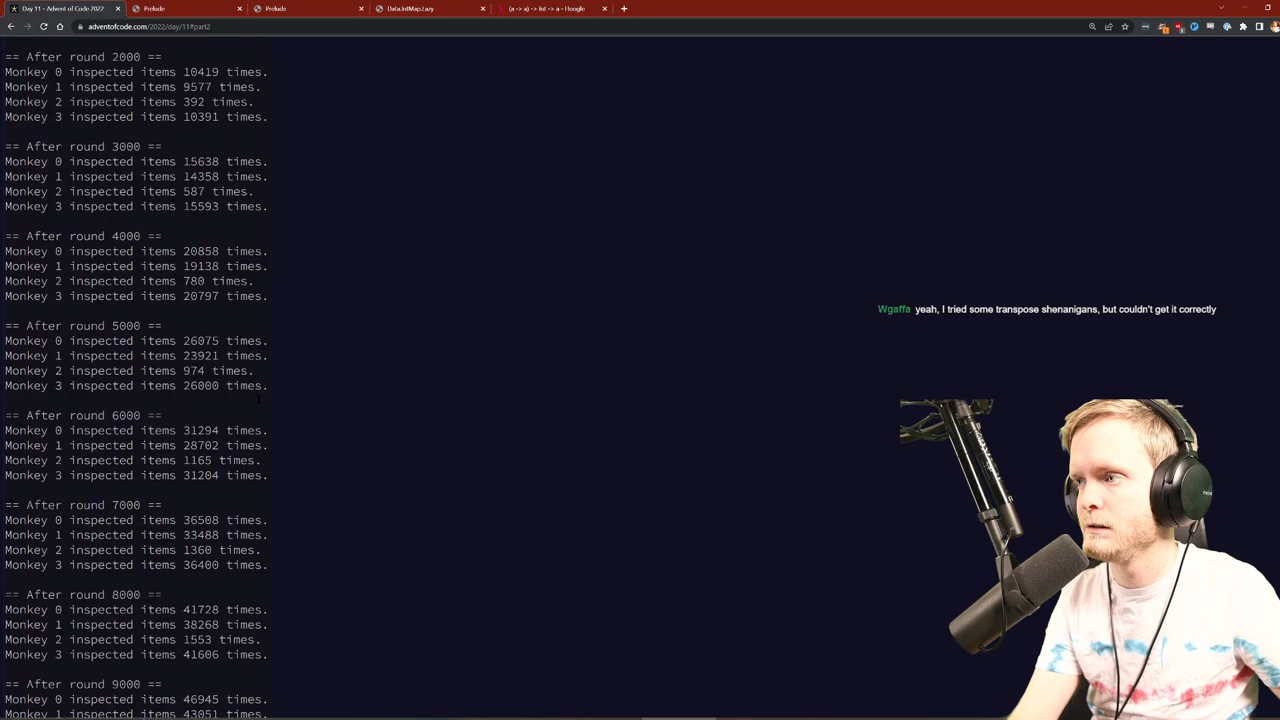 Day 11 - Advent of Code 2022
Prelude
Prelude
Data.IntMap.Lazy
(a -> a) -> Int -> a - Hoogle
adventofcode.com/2022/day/11#part2
== After round 2000 ==
Monkey 0 inspected items 10419 times.
Monkey 1 inspected items 9577 times.
Monkey 2 inspected items 392 times.
Monkey 3 inspected items 10391 times.
== After round 3000 ==
Monkey 0 inspected items 15638 times.
Monkey 1 inspected items 14358 times.
Monkey 2 inspected items 587 times.
Monkey 3 inspected items 15593 times.
== After round 4000 ==
Monkey 0 inspected items 20858 times.
Monkey 1 inspected items 19138 times.
Monkey 2 inspected items 780 times.
Monkey 3 inspected items 20797 times.
Wgaffa yeah, I tried some transpose shenanigans, but couldn't get it correctly
== After round 5000 ==
Monkey 0 inspected items 26075 times.
Monkey 1 inspected items 23921 times.
Monkey 2 inspected items 974 times.
Monkey 3 inspected items 26000 times.
== After round 6000 ==
Monkey 0 inspected items 31294 times.
Monkey 1 inspected items 28702 times.
Monkey 2 inspected items 1165 times.
Monkey 3 inspected items 31204 times.
== After round 7000 ==
Monkey 0 inspected items 36508 times.
Monkey 1 inspected items 33488 times.
Monkey 2 inspected items 1360 times.
Monkey 3 inspected items 36400 times.
== After round 8000 ==
Monkey 0 inspected items 41728 times.
Monkey 1 inspected items 38268 times.
Monkey 2 inspected items 1553 times.
Monkey 3 inspected items 41606 times.
== After round 9000 ==
Monkey 0 inspected items 46945 times.
Monkey 1 inspected items 43051 times.